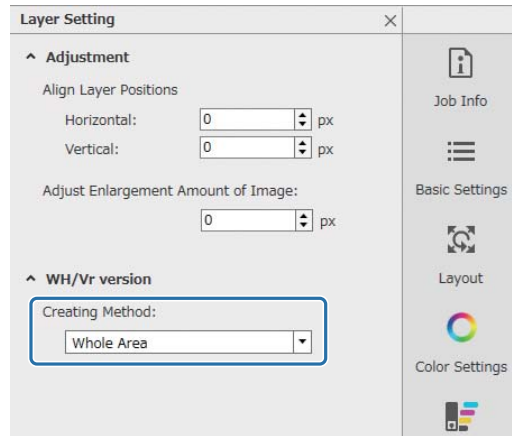 Layer Setting
Adjustment
Align Layer Positions
Horizontal: 0 px
Vertical: 0 px
Adjust Enlargement Amount of Image:
0 px
WH/Vr version
Creating Method:
Whole Area
Job Info
Basic Settings
Layout
Color Settings